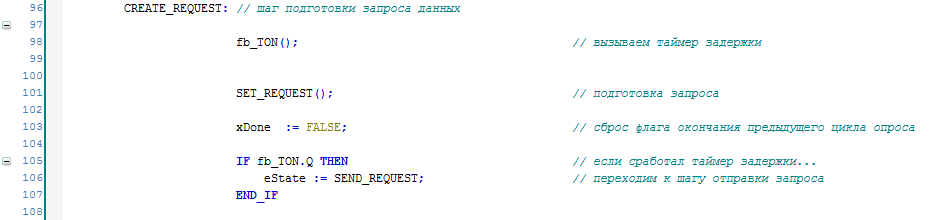 96 CREATE_REQUEST: // шаг подготовки запроса данных
97
98 fb_TON(); // вызываем таймер задержки
99
100
101 SET_REQUEST(); // подготовка запроса
102
103 xDone := FALSE; // сброс флага окончания предыдущего цикла опроса
104
105 IF fb_TON.Q THEN // если сработал таймер задержки...
106 eState := SEND_REQUEST; // переходим к шагу отправки запроса
107 END_IF
108